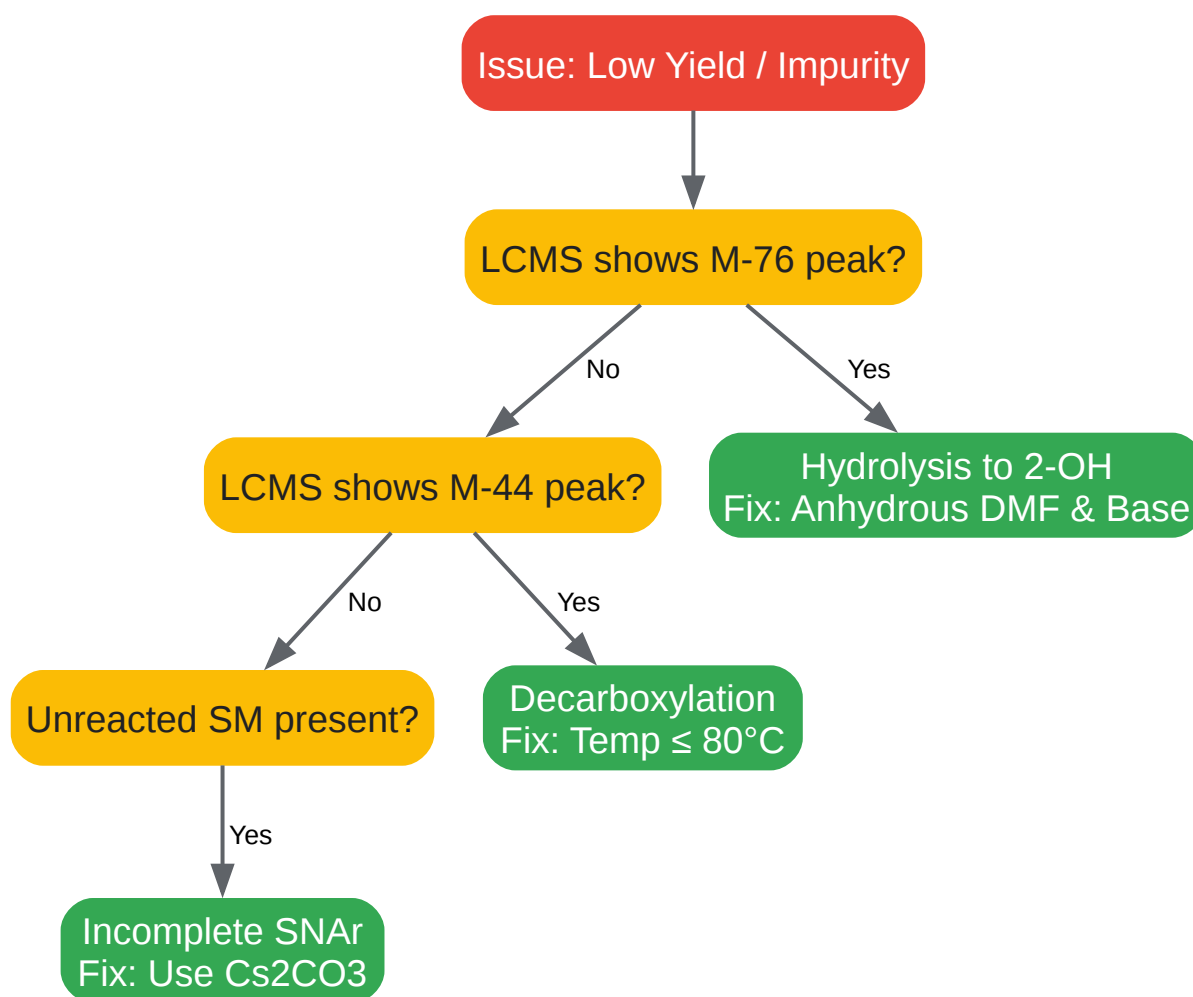 Issue: Low Yield / Impurity
LCMS shows M-76 peak?
No
Yes
LCMS shows M-44 peak?
Hydrolysis to 2-OH
Fix: Anhydrous DMF & Base
No
Yes
Unreacted SM present?
Decarboxylation
Fix: Temp ≤ 80°C
Yes
Incomplete SNAr
Fix: Use Cs2CO3